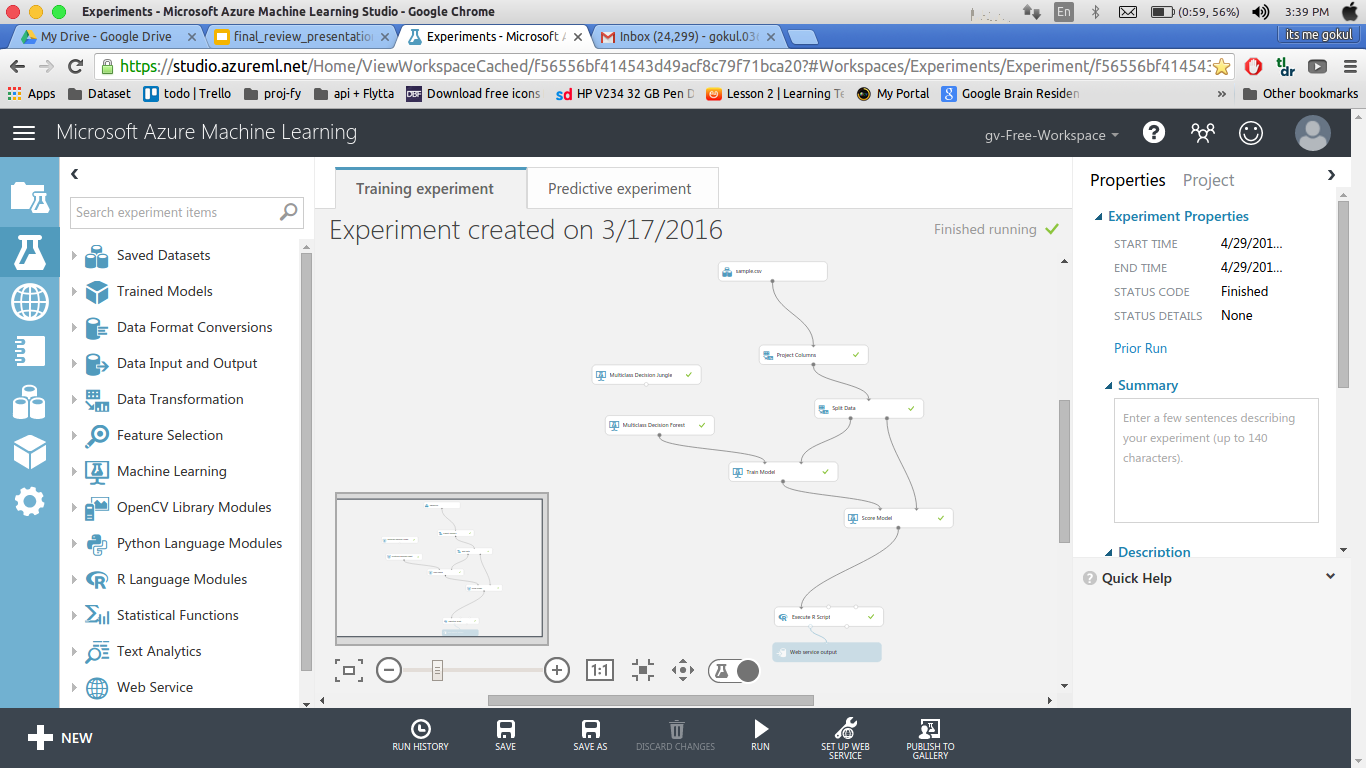 Experiments - Microsoft Azure Machine Learning Studio - Google Chrome
En
(0:59, 56%)
3:39 PM
My Drive - Google Drive
final_review_presentation
Experiments - Microsoft A
Inbox (24,299) - gokul.036
its me gokul
https://studio.azureml.net/Home/ViewWorkspaceCached/f56556bf414543d49acf8c79f71bca20?#Workspaces/Experiments/Experiment/f56556bf414543
tl;dr
Apps
Dataset
todo | Trello
proj-fy
api + Flytta
DBF
Download free icons
sd
HP V234 32 GB Pen D
Lesson 2 | Learning Te
My Portal
8
Google Brain Residen
»
Other bookmarks
Microsoft Azure Machine Learning
gv-Free-Workspace
?
Search experiment items
Saved Datasets
Trained Models
Data Format Conversions
Data Input and Output
Data Transformation
Feature Selection
Machine Learning
OpenCV Library Modules
Python Language Modules
R Language Modules
Statistical Functions
Text Analytics
Web Service
Training experiment
Predictive experiment
Experiment created on 3/17/2016
Finished running
sample.csv
Project Columns
Multiclass Decision Jungle
Split Data
Multiclass Decision Forest
Train Model
Score Model
Execute R Script
Web service output
1:1
Properties
Project
Experiment Properties
START TIME
4/29/201...
END TIME
4/29/201...
STATUS CODE
Finished
STATUS DETAILS
None
Prior Run
Summary
Enter a few sentences describing
your experiment (up to 140
characters).
Description
? Quick Help
NEW
RUN HISTORY
SAVE
SAVE AS
DISCARD CHANGES
RUN
SET UP WEB
SERVICE
PUBLISH TO
GALLERY